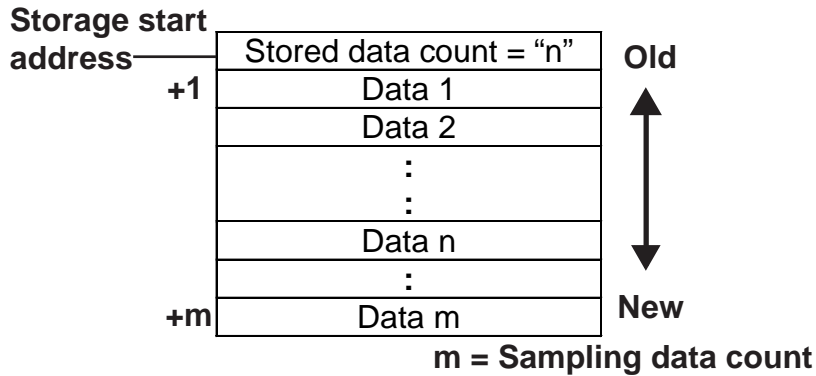 Storage start
address
Stored data count = “n”
Old
+1
Data 1
Data 2
:
:
Data n
:
New
+m
Data m
m = Sampling data count